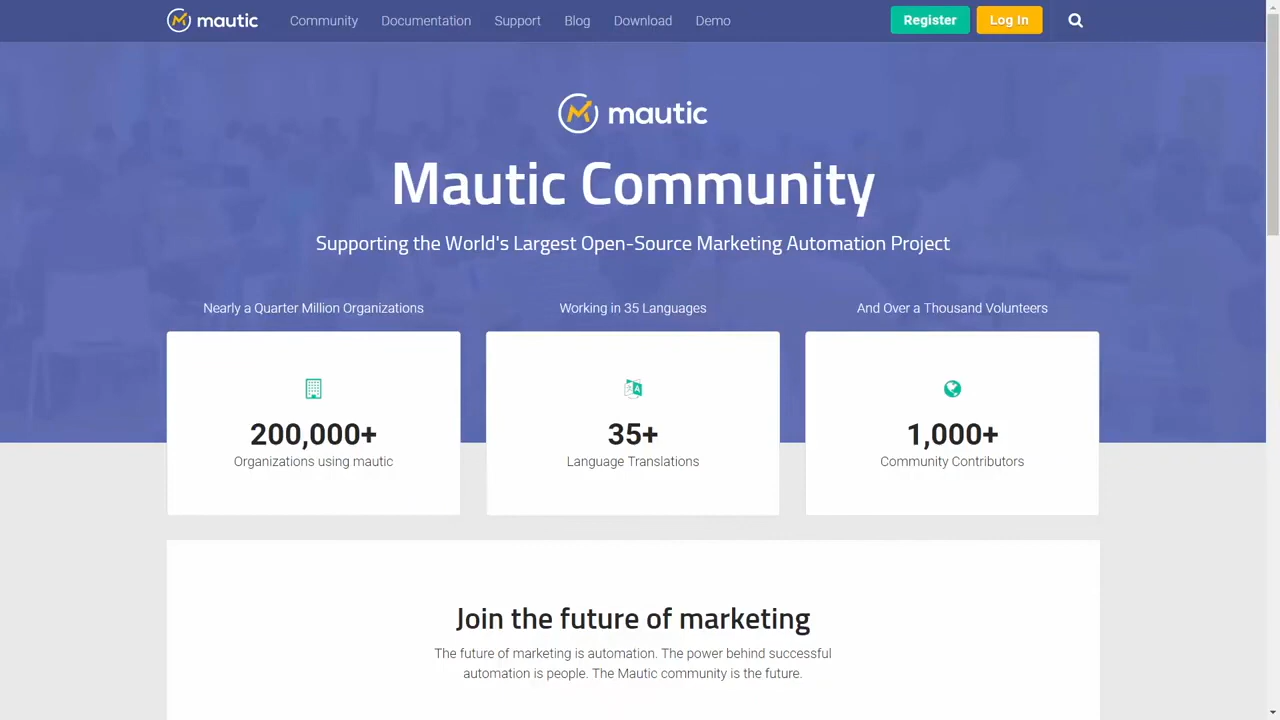 mautic
Community
Documentation
Support
Blog
Download
Demo
Register
Log In
mautic
Mautic Community
Supporting the World's Largest Open-Source Marketing Automation Project
Nearly a Quarter Million Organizations
200,000+
Organizations using mautic
Working in 35 Languages
35+
Language Translations
And Over a Thousand Volunteers
1,000+
Community Contributors
Join the future of marketing
The future of marketing is automation. The power behind successful
automation is people. The Mautic community is the future.